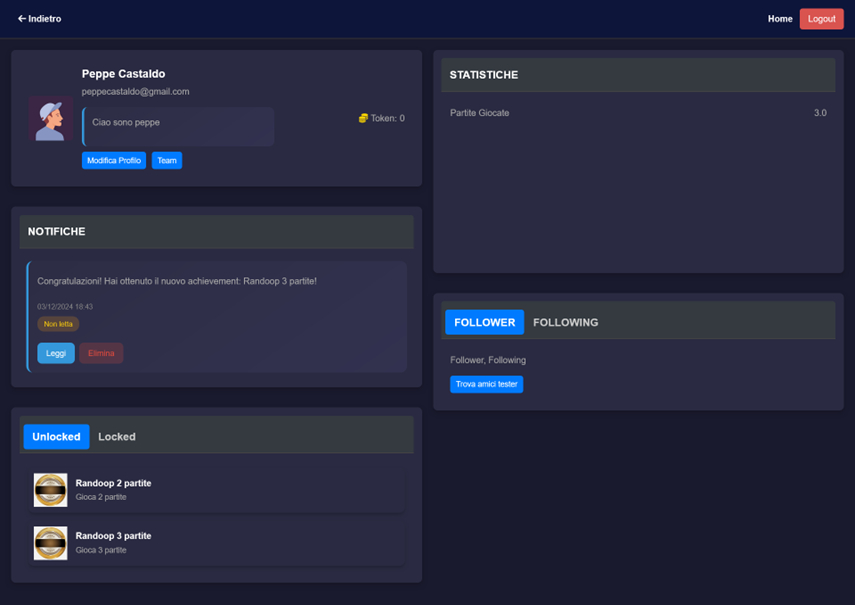 ← Indietro
Home
Logout
Peppe Castaldo
peppecastaldo@gmail.com
Ciao sono peppe
Token: 0
Modifica Profilo
Team
NOTIFICHE
Congratulazioni! Hai ottenuto il nuovo achievement: Randoop 3 partite!
03/12/2024 18:43
Non letta
Leggi
Elimina
Unlocked
Locked
Randoop 2 partite
Gioca 2 partite
Randoop 3 partite
Gioca 3 partite
STATISTICHE
Partite Giocate
3.0
FOLLOWER
FOLLOWING
Follower, Following
Trova amici tester